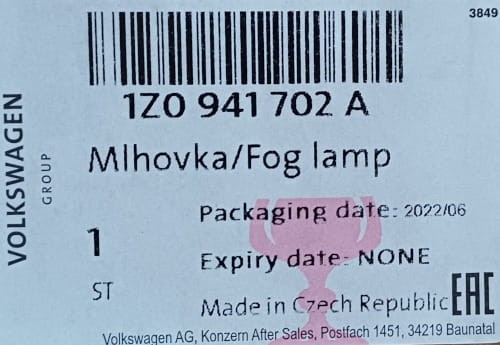 3849
1Z0 941 702 A
VOLKSWAGEN
GROUP
Mlhovka/Fog lamp
Packaging date: 2022/06
1
Expiry date: NONE
ST
Made in Czech Republic EAC
Volkswagen AG, Konzern After Sales, Postfach 1451, 34219 Baunatal